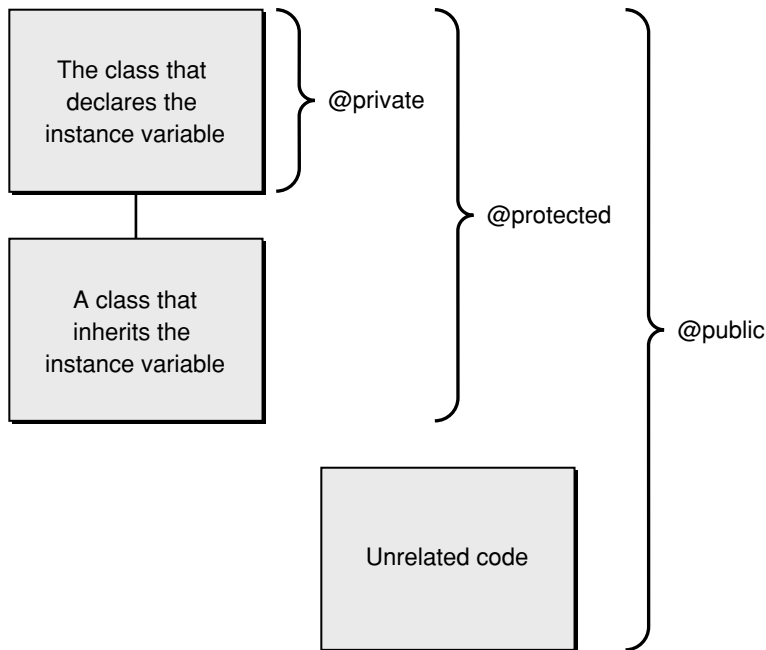 The class that
declares the
instance variable
@private
@protected
A class that
inherits the
instance variable
@public
Unrelated code